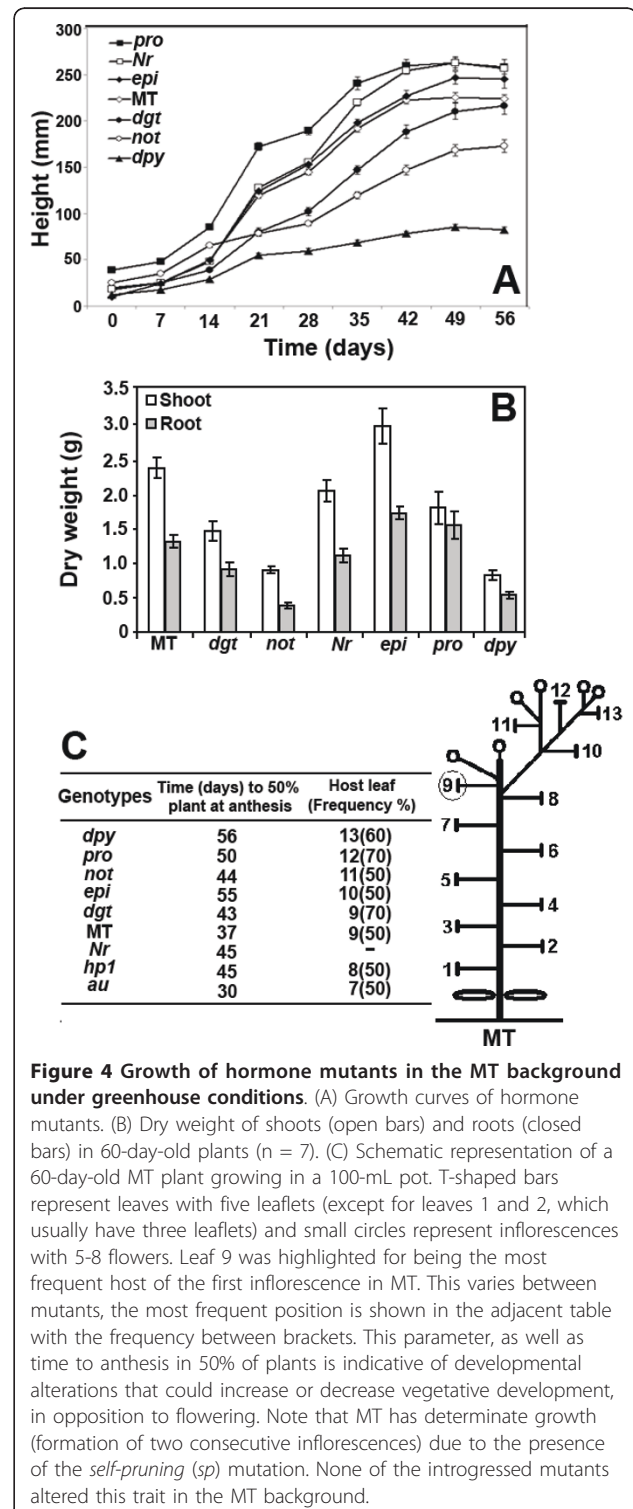 300
250
200
150
100
50
0
Height (mm)
pro
Nr
epi
MT
dgt
not
dpy
A
0 7 14 21 28 35 42 49 56
Time (days)
3.5
3.0
2.5
2.0
1.5
1.0
0.5
0
Dry weight (g)
Shoot
Root
B
MT dgt not Nr epi pro dpy
C
Genotypes Time (days) to 50% plant at anthesis Host leaf (Frequency %)
dpy 56 13(60)
pro 50 12(70)
not 44 11(50)
epi 55 10(50)
dgt 43 9(70)
MT 37 9(50)
Nr 45 –
hp1 45 8(50)
au 30 7(50)
12
11
13
10
9
8
7
6
5
4
3
2
1
MT
Figure 4 Growth of hormone mutants in the MT background
under greenhouse conditions. (A) Growth curves of hormone
mutants. (B) Dry weight of shoots (open bars) and roots (closed
bars) in 60-day-old plants (n = 7). (C) Schematic representation of a
60-day-old MT plant growing in a 100-mL pot. T-shaped bars
represent leaves with five leaflets (except for leaves 1 and 2, which
usually have three leaflets) and small circles represent inflorescences
with 5-8 flowers. Leaf 9 was highlighted for being the most
frequent host of the first inflorescence in MT. This varies between
mutants, the most frequent position is shown in the adjacent table
with the frequency between brackets. This parameter, as well as
time to anthesis in 50% of plants is indicative of developmental
alterations that could increase or decrease vegetative development,
in opposition to flowering. Note that MT has determinate growth
(formation of two consecutive inflorescences) due to the presence
of the self-pruning (sp) mutation. None of the introgressed mutants
altered this trait in the MT background.